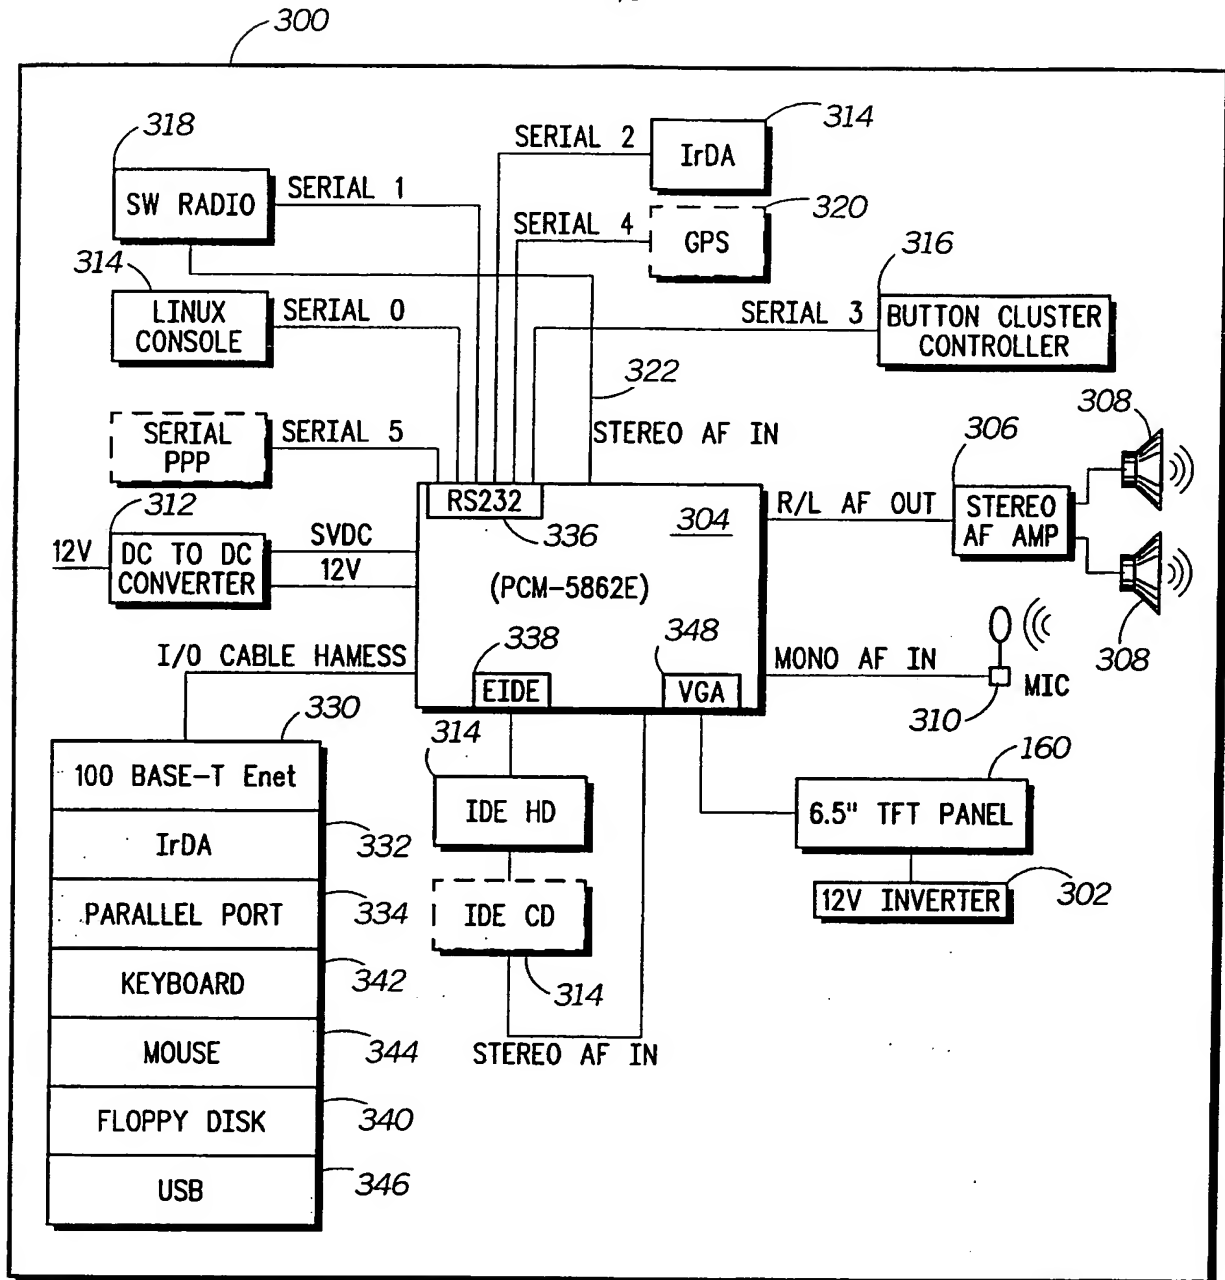 300
318
SW RADIO
SERIAL 1
SERIAL 2
314
IrDA
320
SERIAL 4
GPS
314
LINUX
CONSOLE
SERIAL 0
316
SERIAL 3
BUTTON CLUSTER
CONTROLLER
322
STEREO AF IN
SERIAL
PPP
SERIAL 5
308
306
312
RS232
336
304
R/L AF OUT
STEREO
AF AMP
12V
DC TO DC
CONVERTER
SVDC
12V
(PCM-5862E)
308
I/O CABLE HAMESS
338
348
EIDE
VGA
MONO AF IN
MIC
310
330
314
160
100 BASE-T Enet
IDE HD
6.5" TFT PANEL
IrDA
332
302
12V INVERTER
PARALLEL PORT
334
IDE CD
314
KEYBOARD
342
MOUSE
344
STEREO AF IN
FLOPPY DISK
340
USB
346